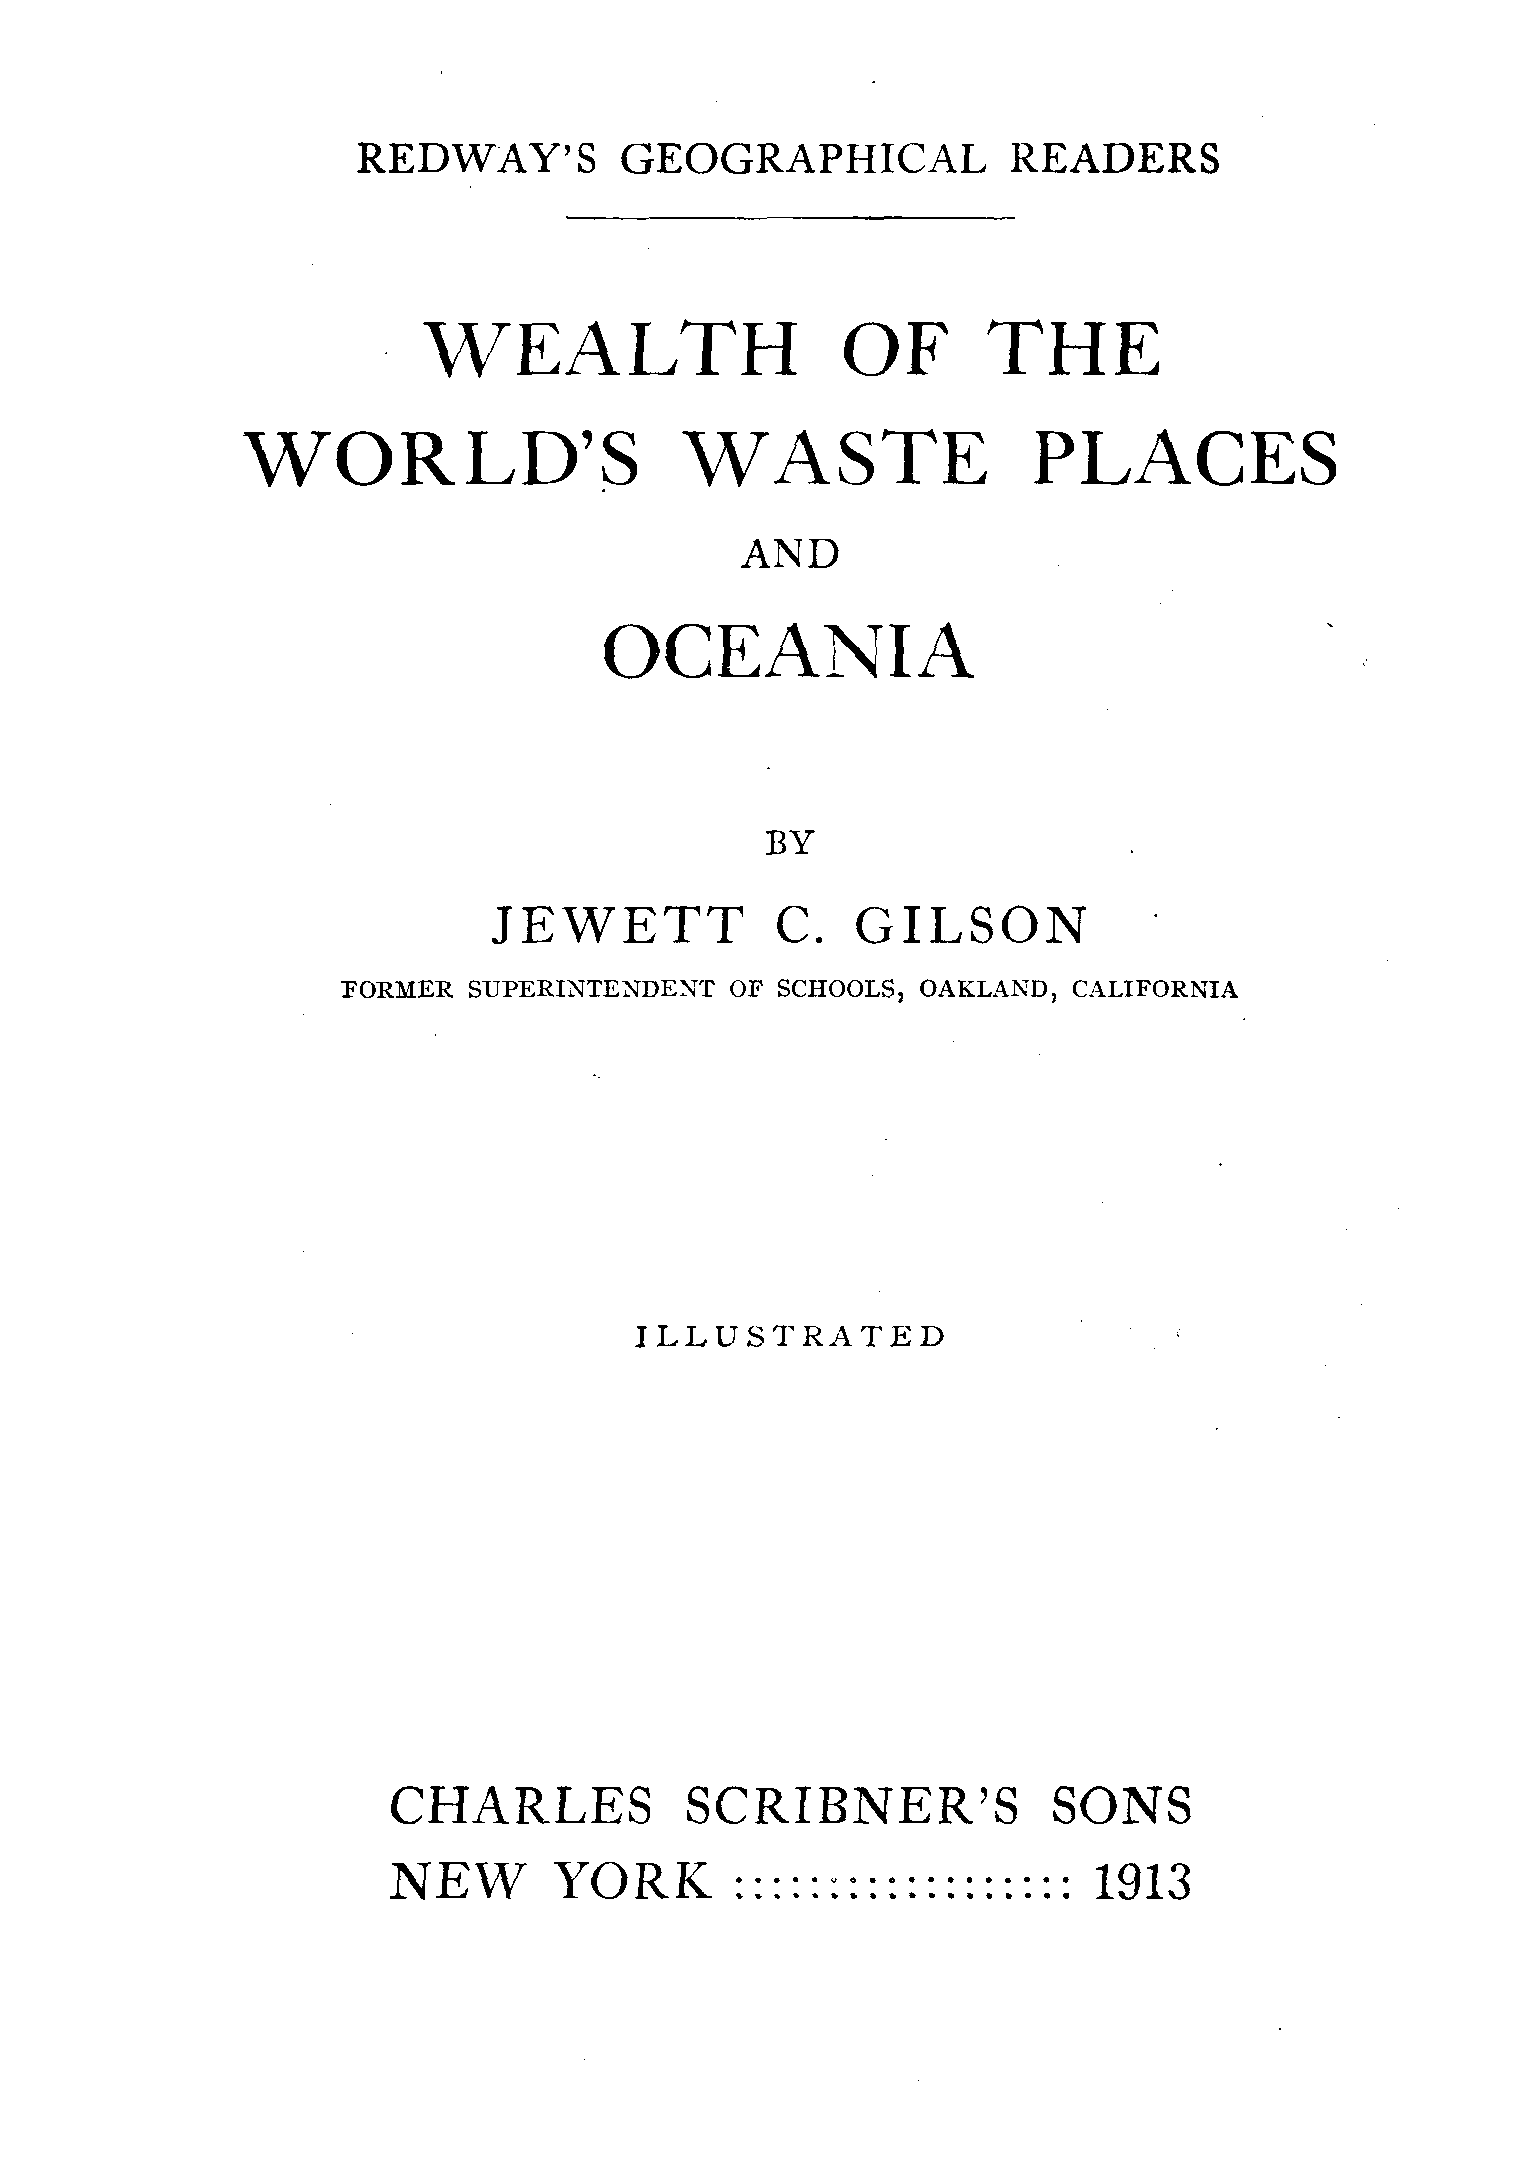 REDWAY'S GEOGRAPHICAL READERS
WEALTH OF THE
WORLD'S WASTE PLACES
AND
OCEANIA
BY
JEWETT C. GILSON
FORMER SUPERINTENDENT OF SCHOOLS, OAKLAND, CALIFORNIA
ILLUSTRATED
CHARLES SCRIBNER'S SONS
NEW YORK :::::::::::::::::: 1913